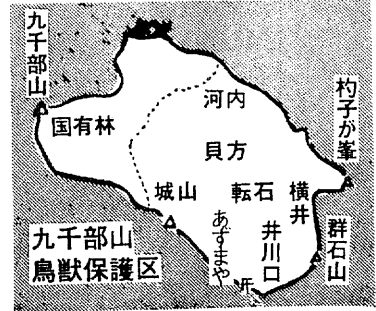 九千部山
国有林
河内
杓子が峯
貝方
城山
転石
横井
あずまや
井川口
群石山
九千部山
鳥獣保護区